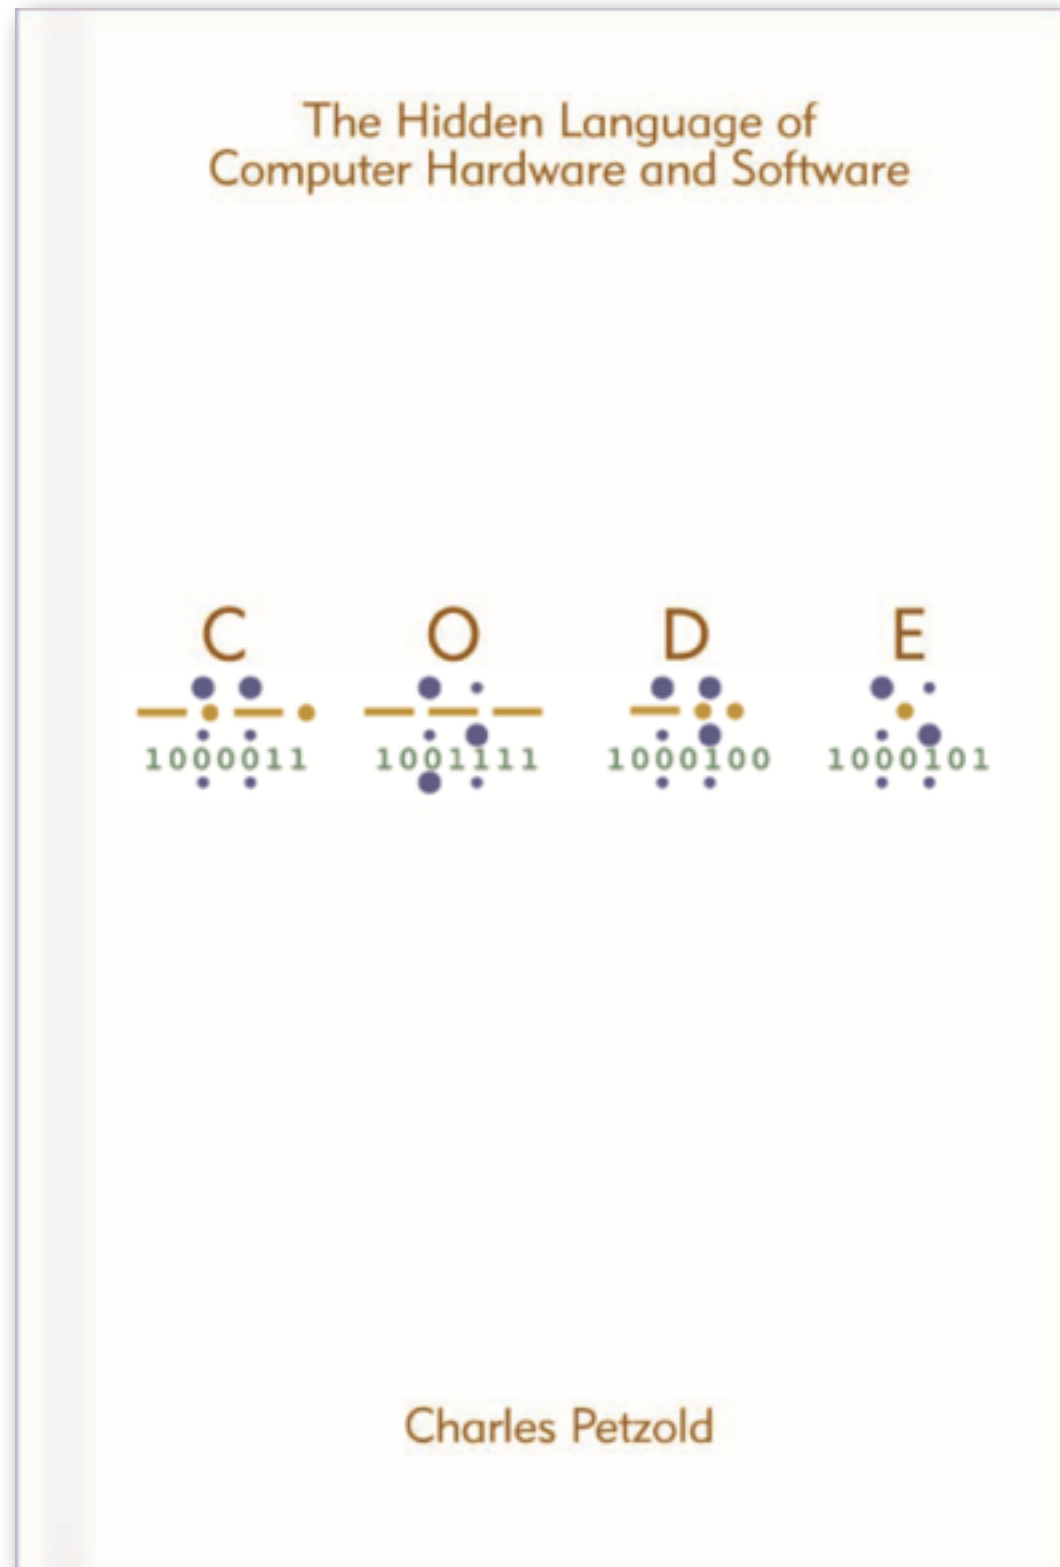 The Hidden Language of
Computer Hardware and Software
C O D E
1000011 1001111 1000100 1000101
Charles Petzold